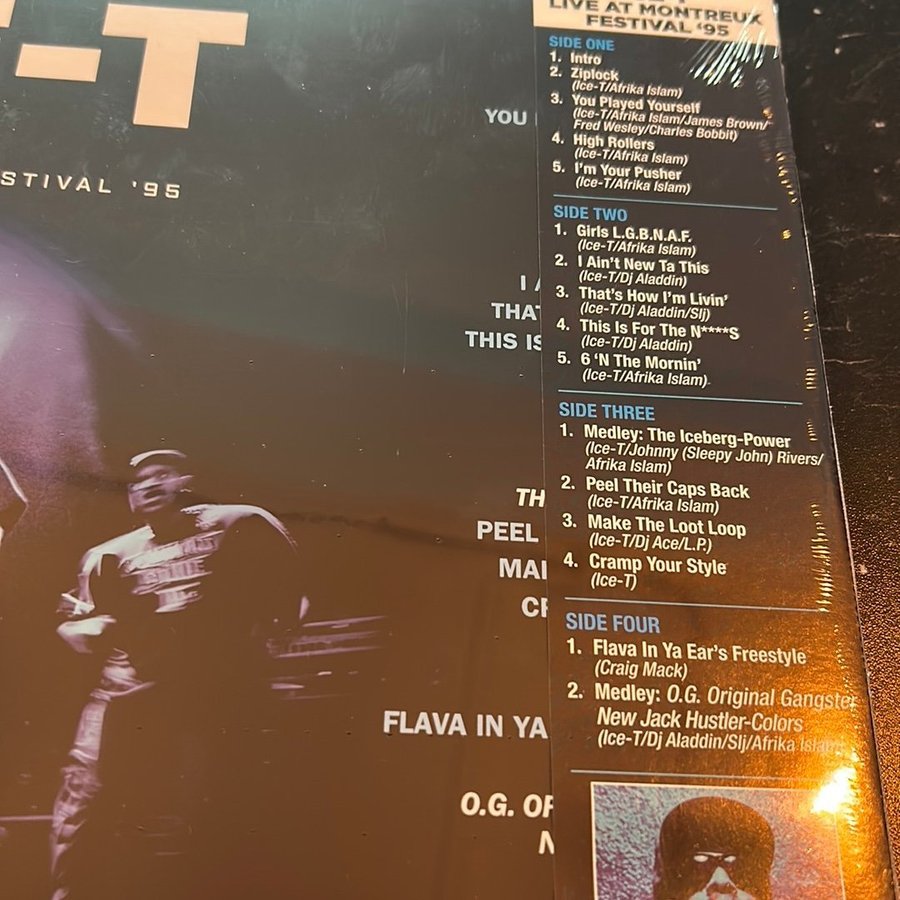 -T
STIVAL '95
YOU
I A
THAT
THIS IS
TH
PEEL
MAI
CR
FLAVA IN YA
O.G. OF
N
LIVE AT MONTREUX
FESTIVAL '95
SIDE ONE
1. Intro
2. Ziplock
(Ice-T/Afrika Islam)
3. You Played Yourself
(Ice-T/Afrika Islam/James Brown/
Fred Wesley/Charles Bobbit)
4. High Rollers
(Ice-T/Afrika Islam)
5. I'm Your Pusher
(Ice-T/Afrika Islam)
SIDE TWO
1. Girls L.G.B.N.A.F.
(Ice-T/Afrika Islam)
2. I Ain't New Ta This
(Ice-T/Dj Aladdin)
3. That's How I'm Livin'
(Ice-T/Dj Aladdin/Slj)
4. This Is For The N****S
(Ice-T/Dj Aladdin)
5. 6 'N The Mornin'
(Ice-T/Afrika Islam)
SIDE THREE
1. Medley: The Iceberg-Power
(Ice-T/Johnny (Sleepy John) Rivers/
Afrika Islam)
2. Peel Their Caps Back
(Ice-T/Afrika Islam)
3. Make The Loot Loop
(Ice-T/Dj Ace/L.P.)
4. Cramp Your Style
(Ice-T)
SIDE FOUR
1. Flava In Ya Ear's Freestyle
(Craig Mack)
2. Medley: O.G. Original Gangster
New Jack Hustler-Colors
(Ice-T/Dj Aladdin/Slj/Afrika Islam)